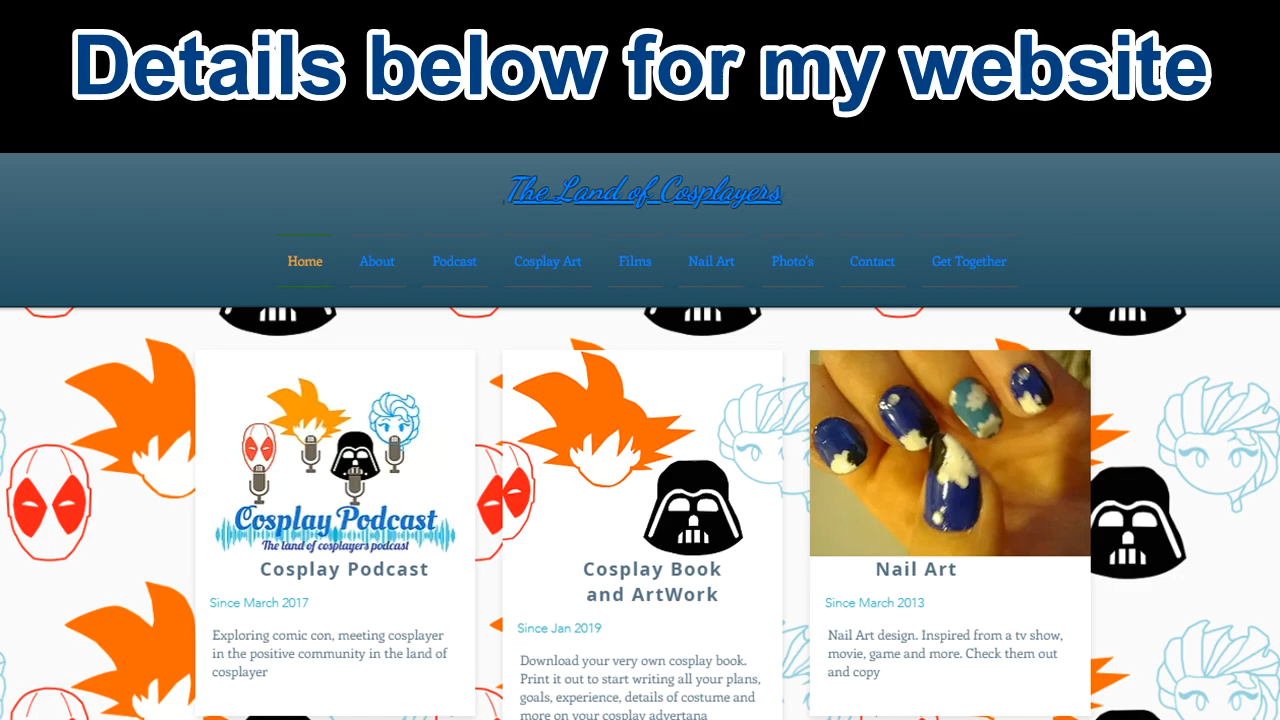 Details below for my website
The Land of Cosplayers
Home About Podcast Cosplay Art Films Nail Art Photo's Contact Get Together
Cosplay Podcast
The land of cosplayers podcast
Cosplay Podcast
Since March 2017
Exploring comic con, meeting cosplayer
in the positive community in the land of
cosplayer
Cosplay Book
and ArtWork
Since Jan 2019
Download your very own cosplay book.
Print it out to start writing all your plans,
goals, experience, details of costume and
more on your cosplay advertana
Nail Art
Since March 2013
Nail Art design. Inspired from a tv show,
movie, game and more. Check them out
and copy